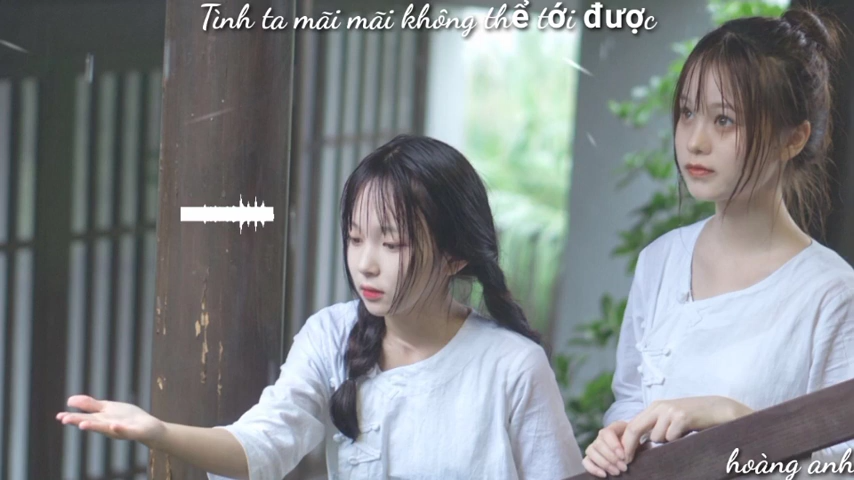 Tình ta mãi mãi không thể tới được
hoàng anh